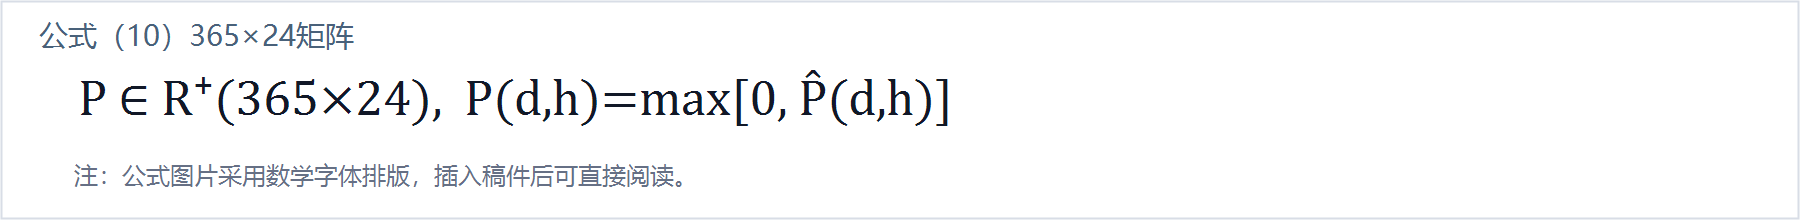 公式（10）365×24矩阵
P ∈ R⁺(365×24), P(d,h)=max[0, P̂(d,h)]
注：公式图片采用数学字体排版，插入稿件后可直接阅读。